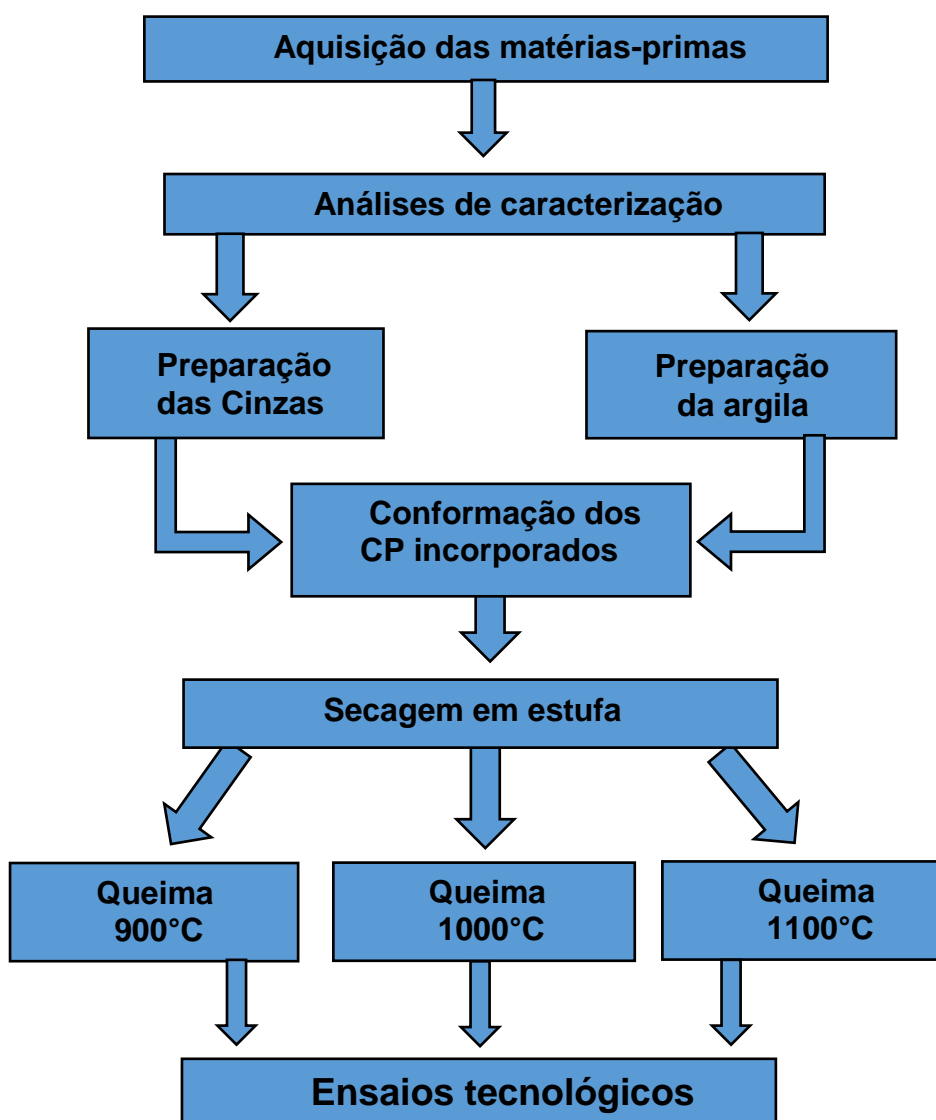 Aquisição das matérias-primas
Análises de caracterização
Preparação
das Cinzas
Preparação
da argila
Conformação dos
CP incorporados
Secagem em estufa
Queima
900°C
Queima
1000°C
Queima
1100°C
Ensaios tecnológicos